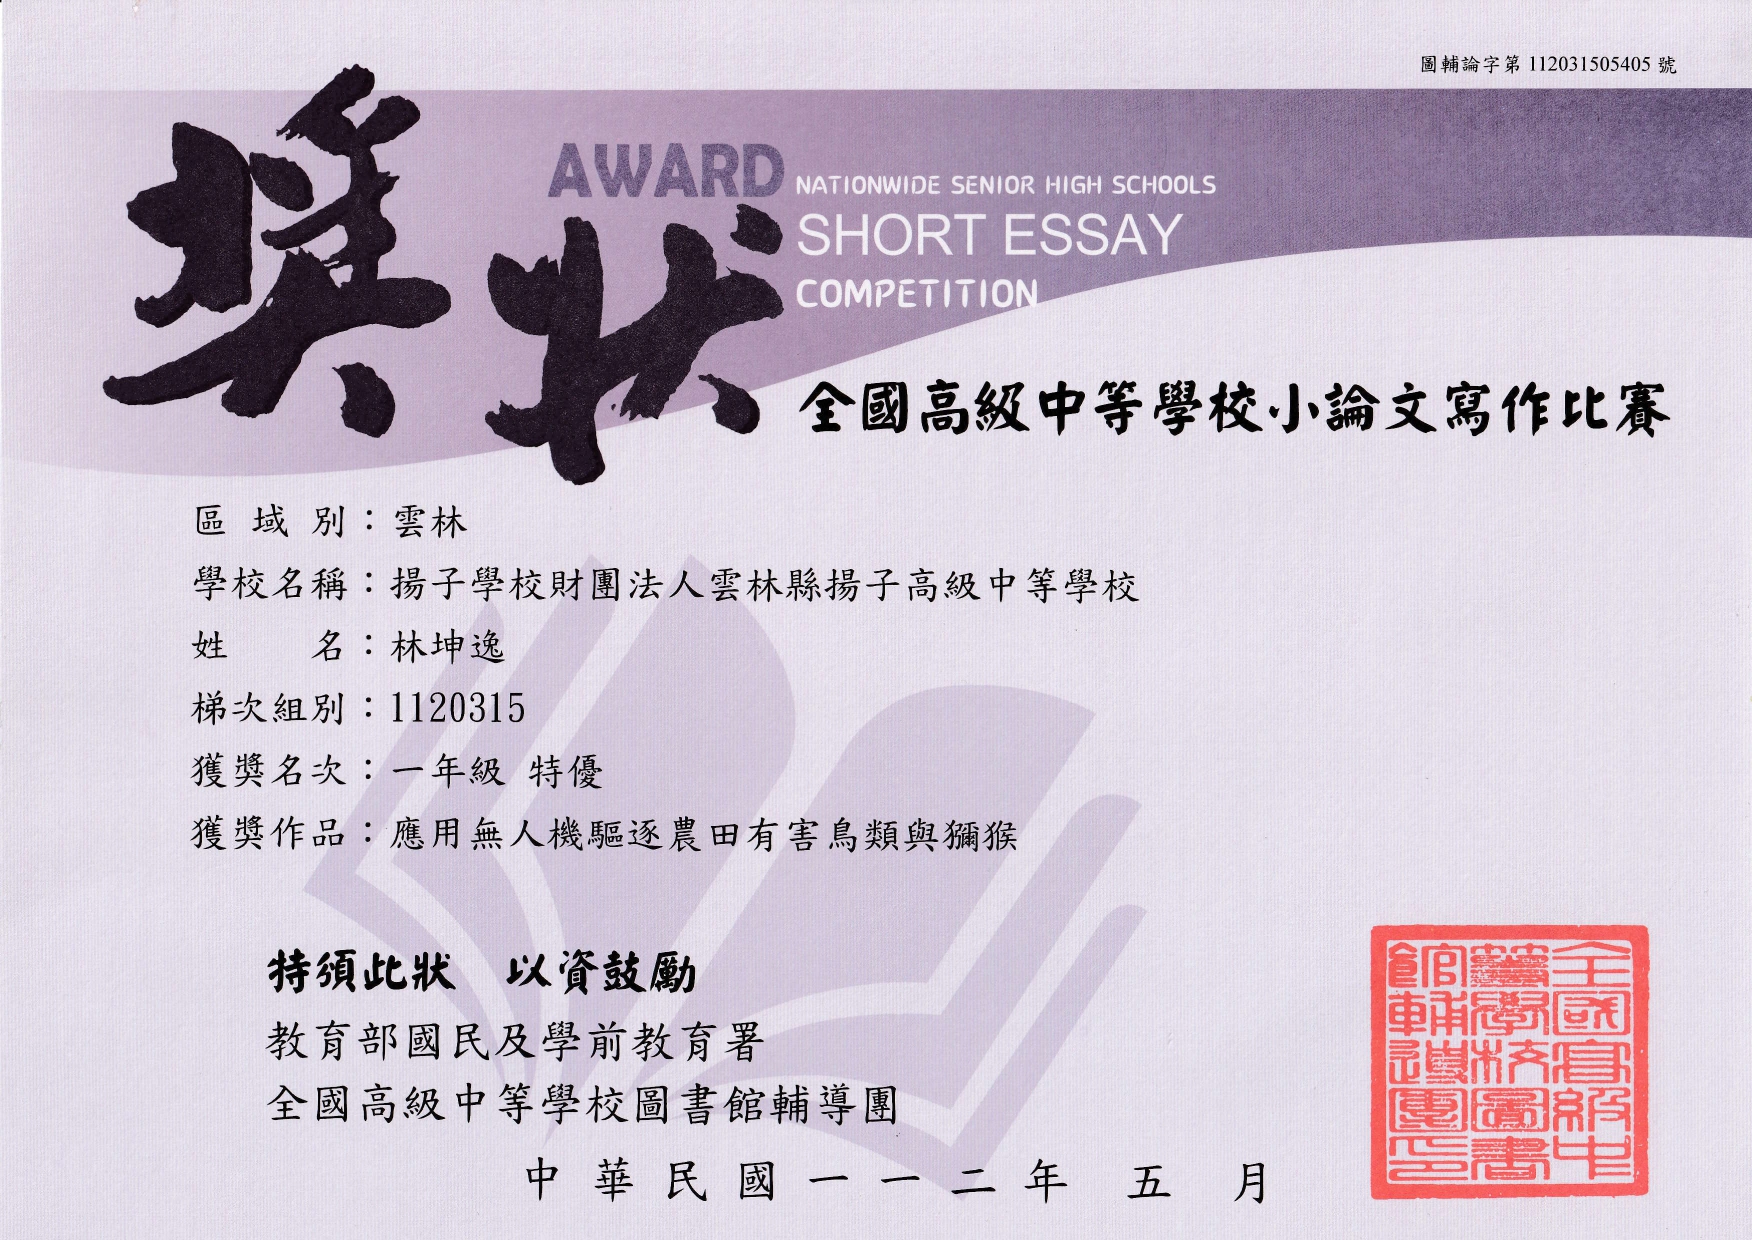 圖輔論字第 112031505405 號
獎狀
AWARD
NATIONWIDE SENIOR HIGH SCHOOLS
SHORT ESSAY
COMPETITION
全國高級中等學校小論文寫作比賽
區域別：雲林
學校名稱：揚子學校財團法人雲林縣揚子高級中等學校
姓 名：林坤逸
梯次組別：1120315
獲獎名次：一年級 特優
獲獎作品：應用無人機驅逐農田有害鳥類與獼猴
特頒此狀 以資鼓勵
教育部國民及學前教育署
全國高級中等學校圖書館輔導團
中華民國一一二年 五 月
全國高級中
等學校圖書
館輔導團印